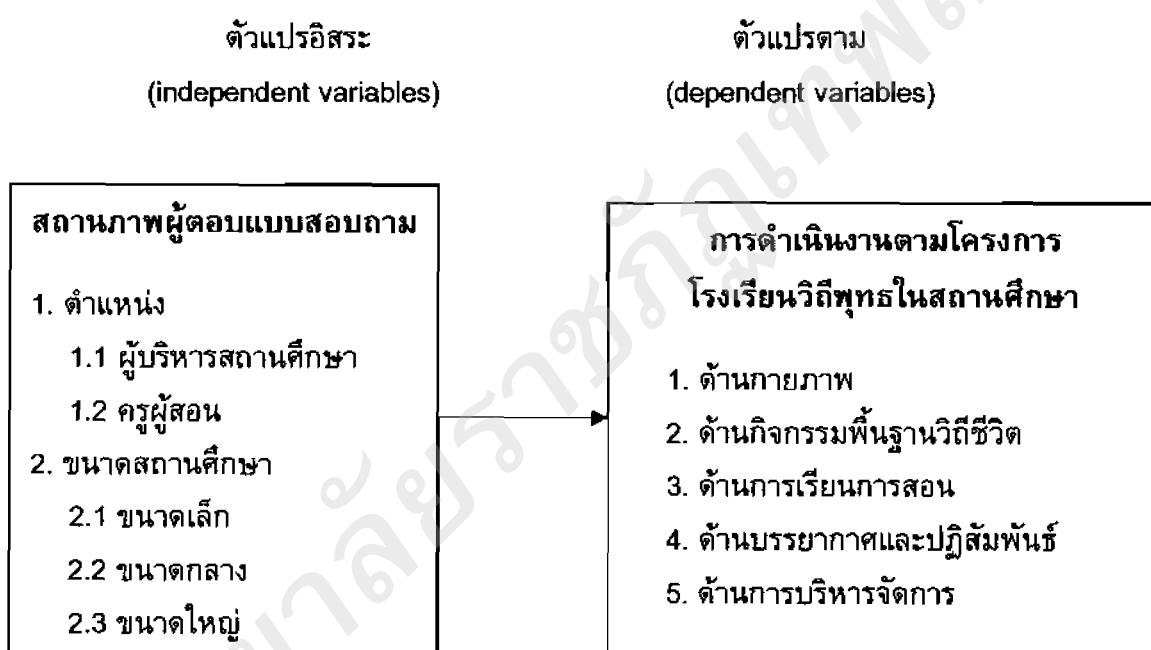 ตัวแปรอิสระ
(independent variables)
ตัวแปรตาม
(dependent variables)
สถานภาพผู้ตอบแบบสอบถาม
1. ตำแหน่ง
1.1 ผู้บริหารสถานศึกษา
1.2 ครูผู้สอน
2. ขนาดสถานศึกษา
2.1 ขนาดเล็ก
2.2 ขนาดกลาง
2.3 ขนาดใหญ่
การดำเนินงานตามโครงการ
โรงเรียนวิถีพุทธในสถานศึกษา
1. ด้านกายภาพ
2. ด้านกิจกรรมพื้นฐานวิถีชีวิต
3. ด้านการเรียนการสอน
4. ด้านบรรยากาศและปฏิสัมพันธ์
5. ด้านการบริหารจัดการ